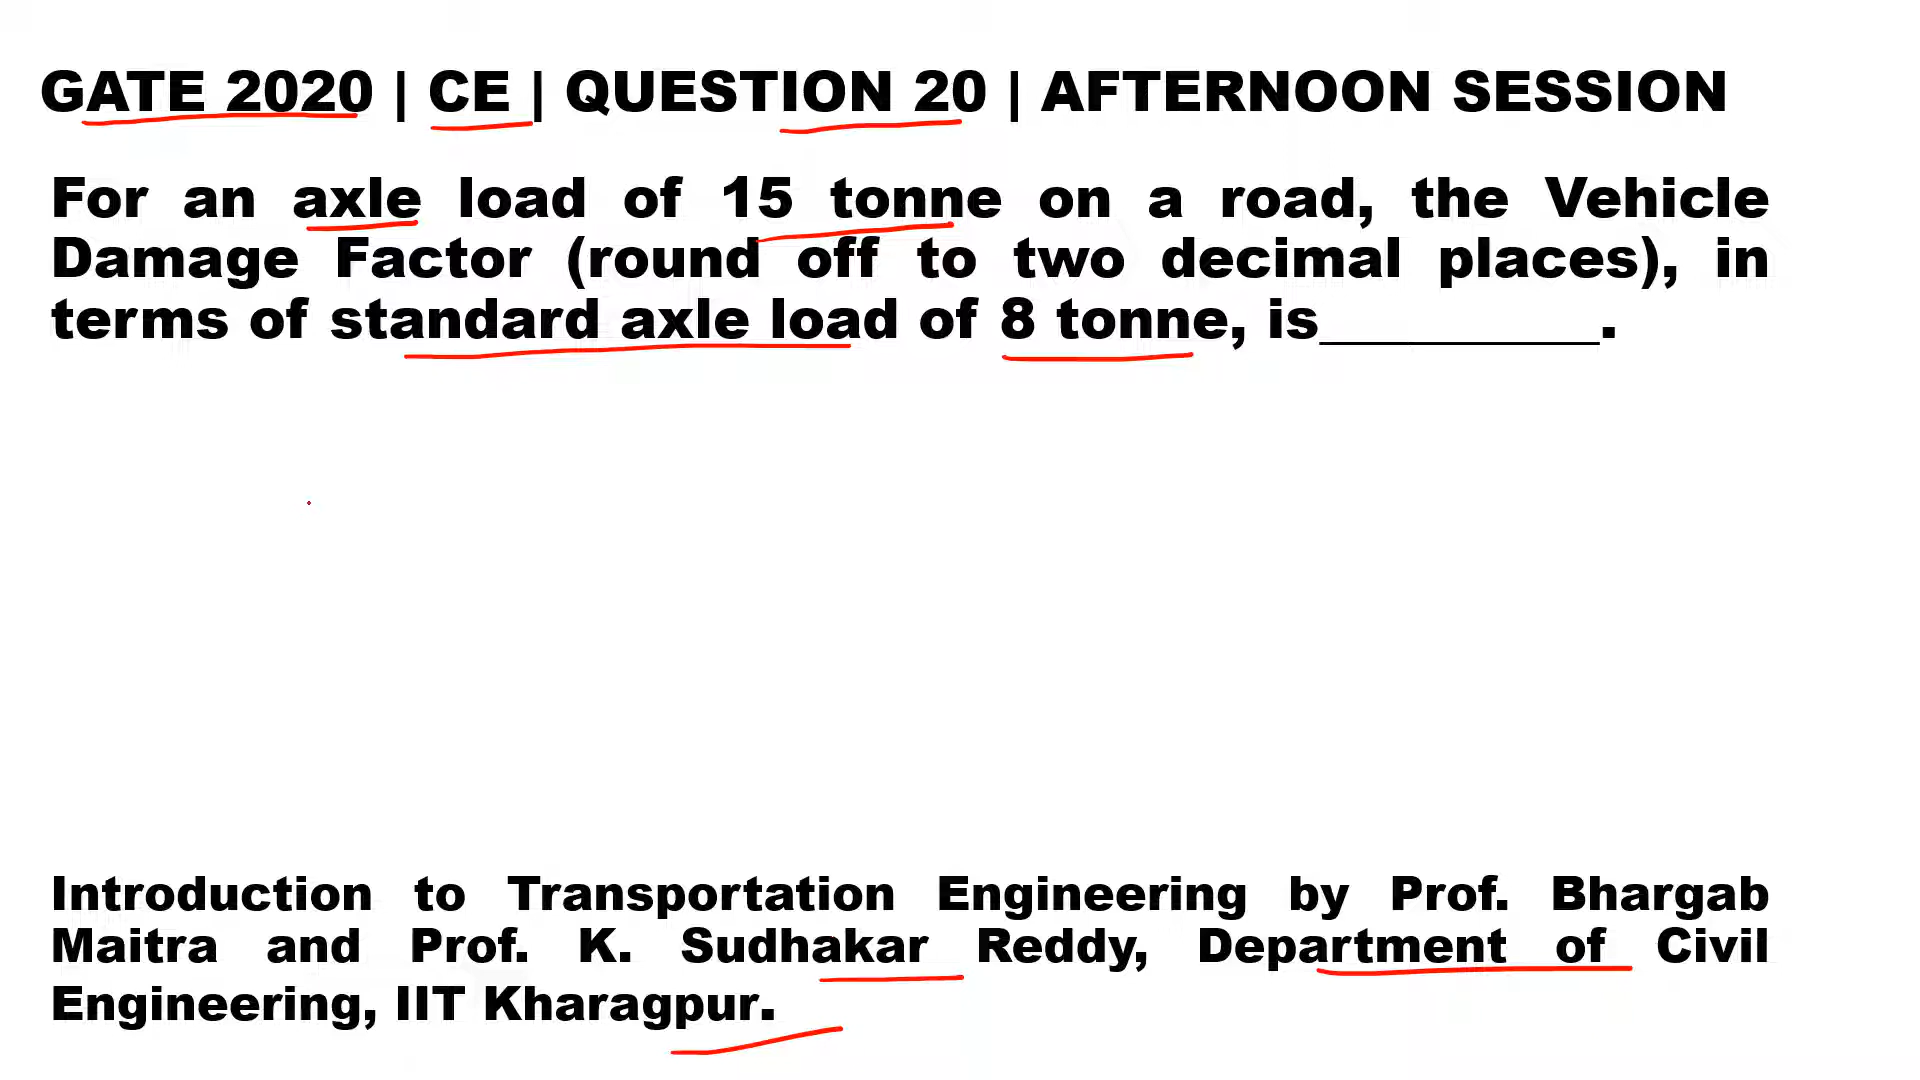 GATE 2020 | CE | QUESTION 20 | AFTERNOON SESSION
For an axle load of 15 tonne on a road, the Vehicle
Damage Factor (round off to two decimal places), in
terms of standard axle load of 8 tonne, is__________.
Introduction to Transportation Engineering by Prof. Bhargab
Maitra and Prof. K. Sudhakar Reddy, Department of Civil
Engineering, IIT Kharagpur.